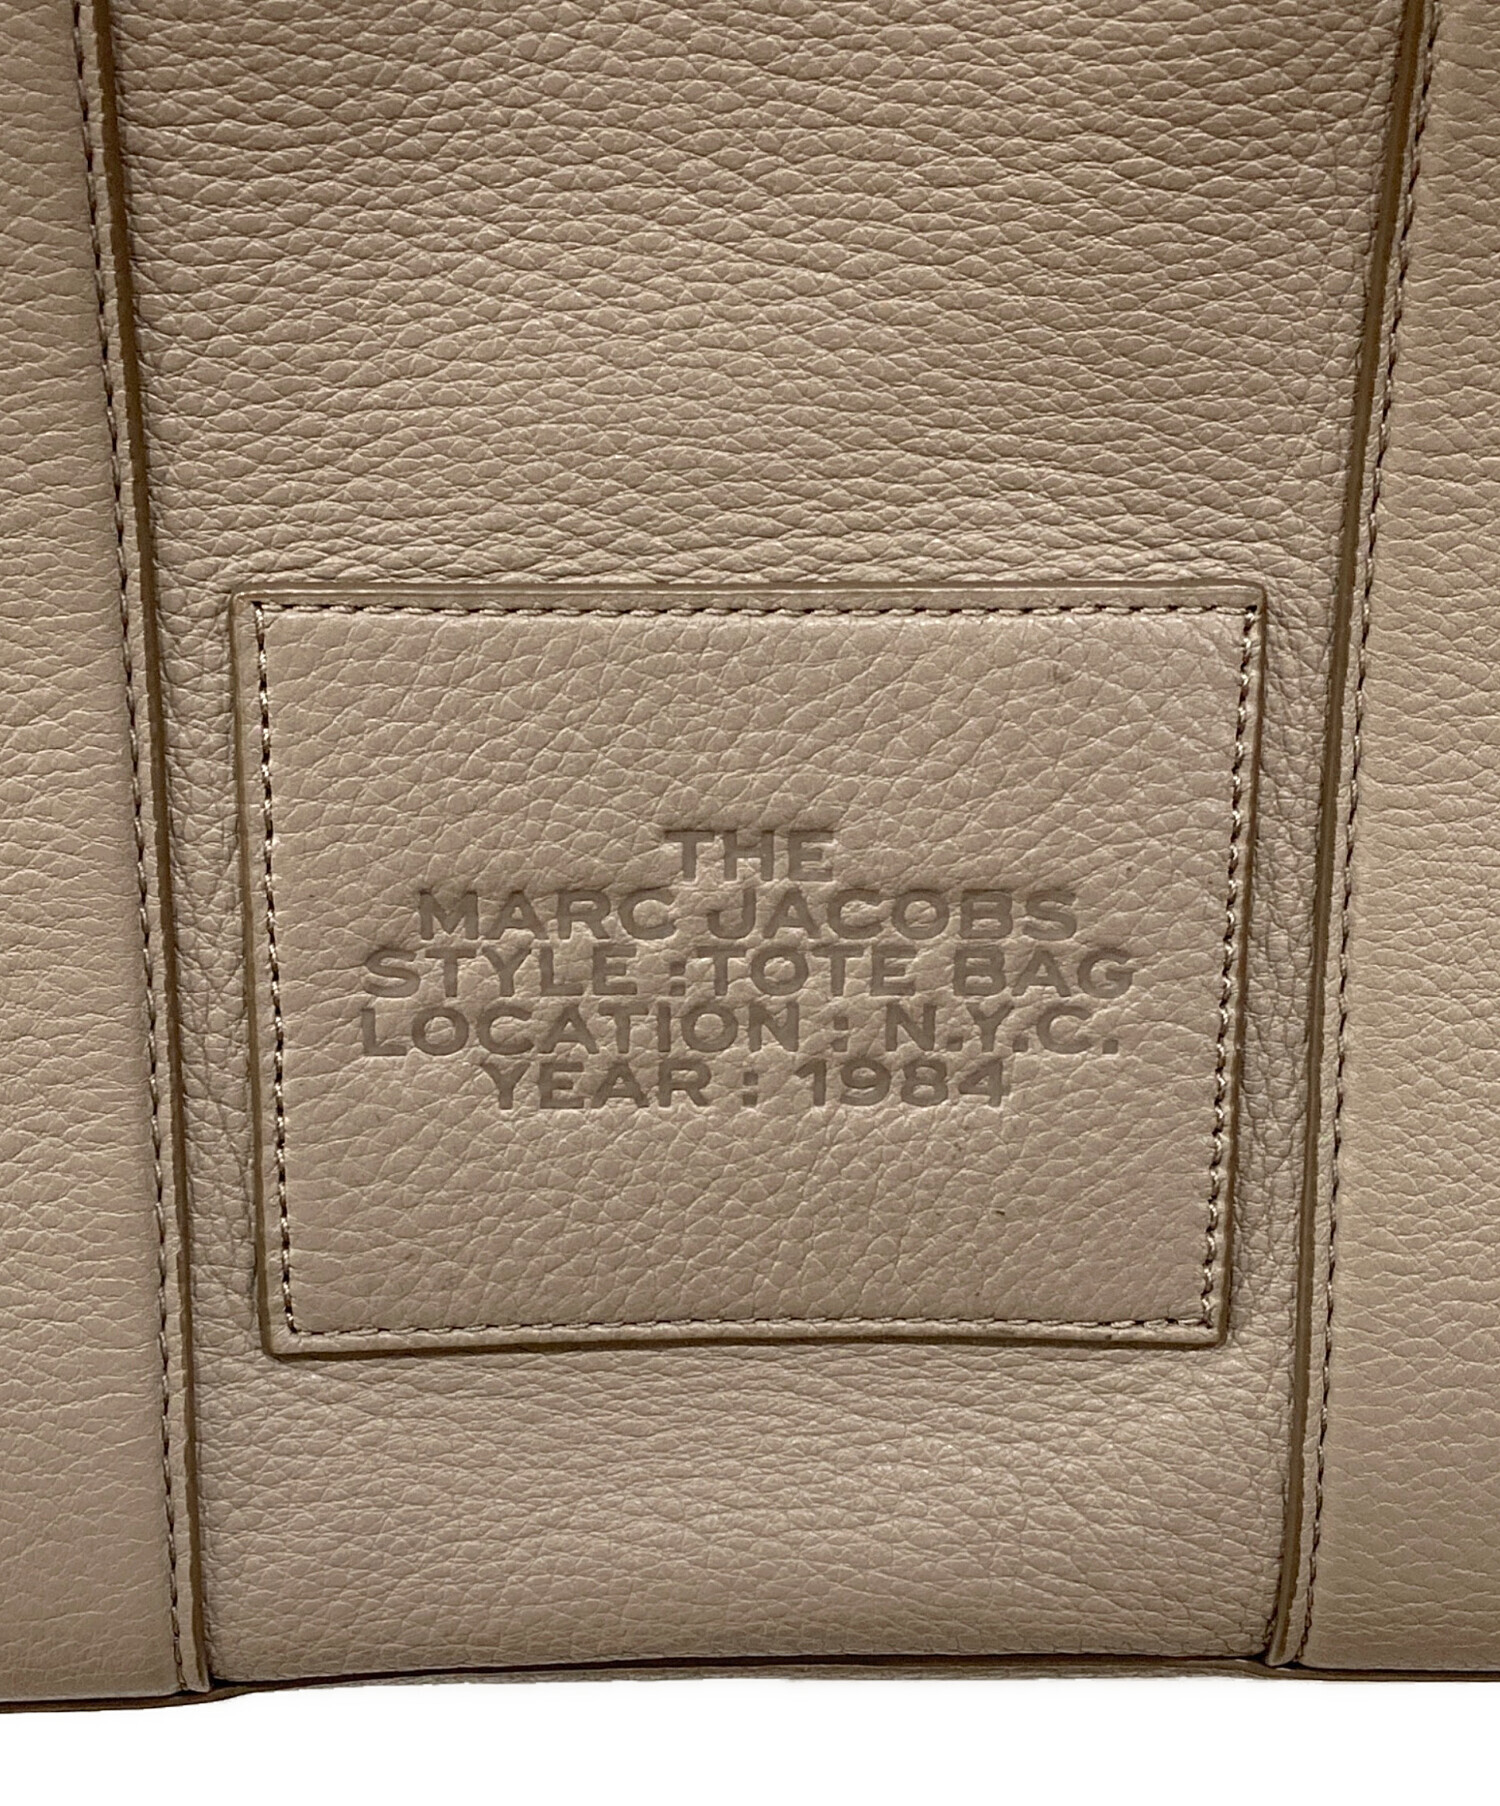 THE
MARC JACOBS
STYLE :TOTE BAG
LOCATION : N.Y.C.
YEAR : 1984